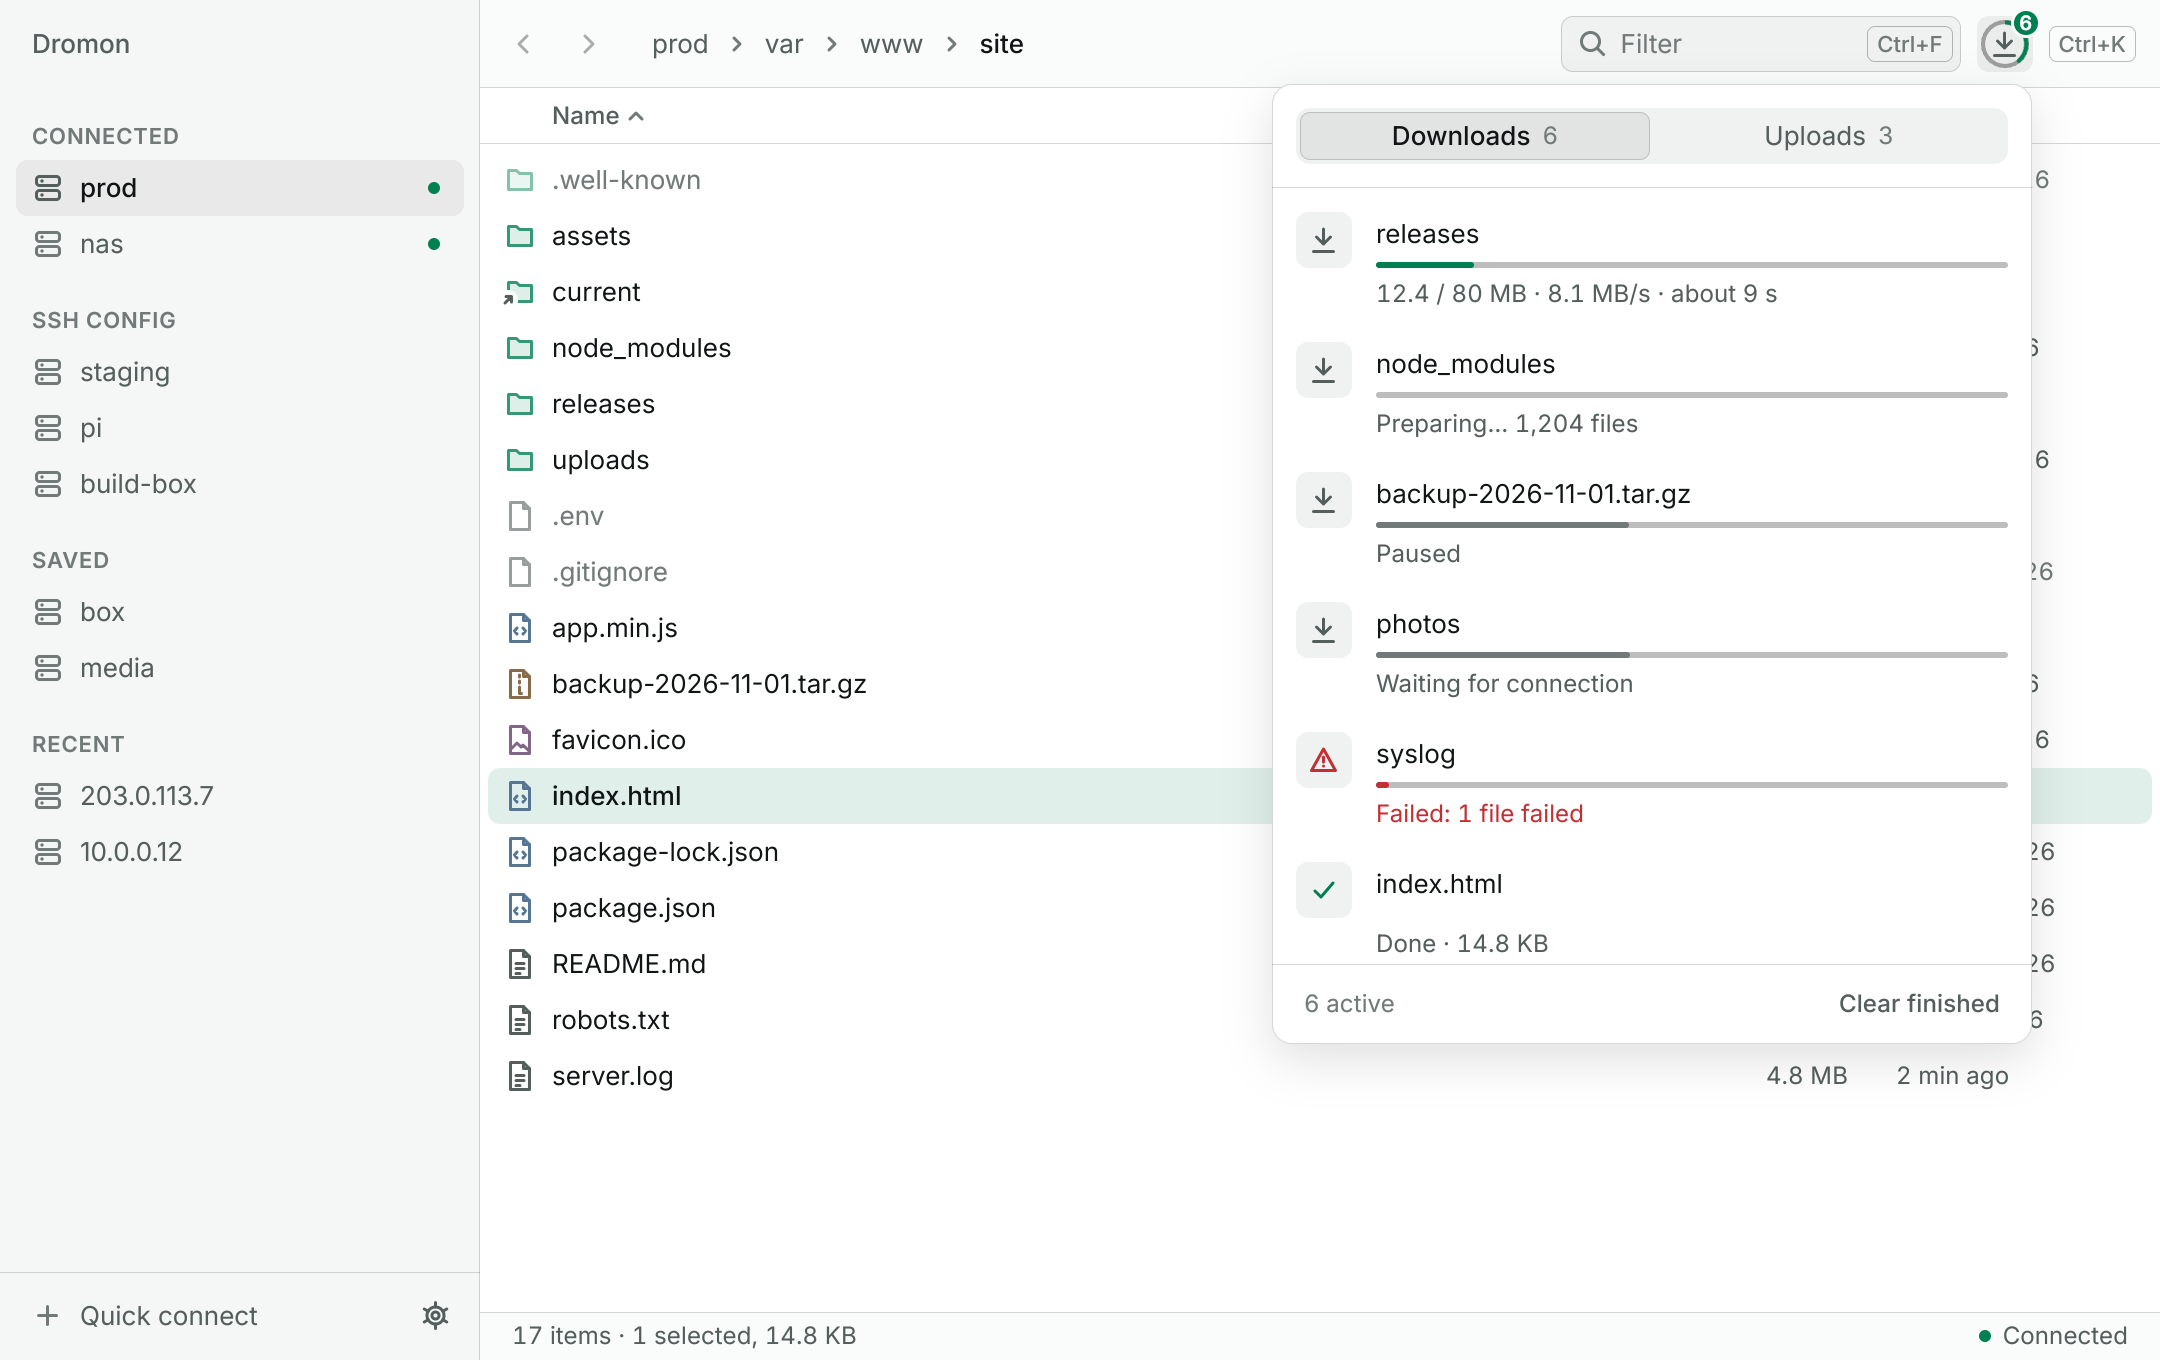 Dromon
CONNECTED
prod
nas
SSH CONFIG
staging
pi
build-box
SAVED
box
media
RECENT
203.0.113.7
10.0.0.12
Quick connect
prod › var › www › site
Filter
Ctrl+F
6
Ctrl+K
Name
.well-known
assets
current
node_modules
releases
uploads
.env
.gitignore
app.min.js
backup-2026-11-01.tar.gz
favicon.ico
index.html
package-lock.json
package.json
README.md
robots.txt
server.log 4.8 MB 2 min ago
Downloads 6
Uploads 3
releases
12.4 / 80 MB · 8.1 MB/s · about 9 s
node_modules
Preparing... 1,204 files
backup-2026-11-01.tar.gz
Paused
photos
Waiting for connection
syslog
Failed: 1 file failed
index.html
Done · 14.8 KB
6 active
Clear finished
17 items · 1 selected, 14.8 KB
Connected